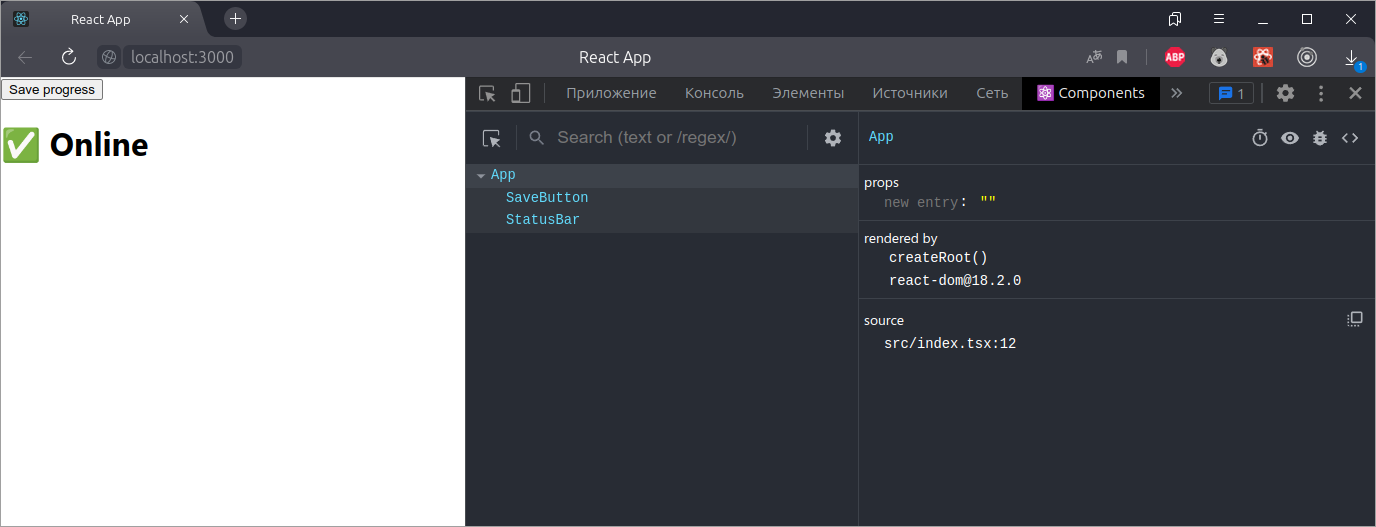 React App
localhost:3000
React App
ABP
1
Save progress
✅ Online
Приложение Консоль Элементы Источники Сеть Components » 1
Search (text or /regex/)
App
SaveButton
StatusBar
App
props
new entry: ""
rendered by
createRoot()
react-dom@18.2.0
source
src/index.tsx:12